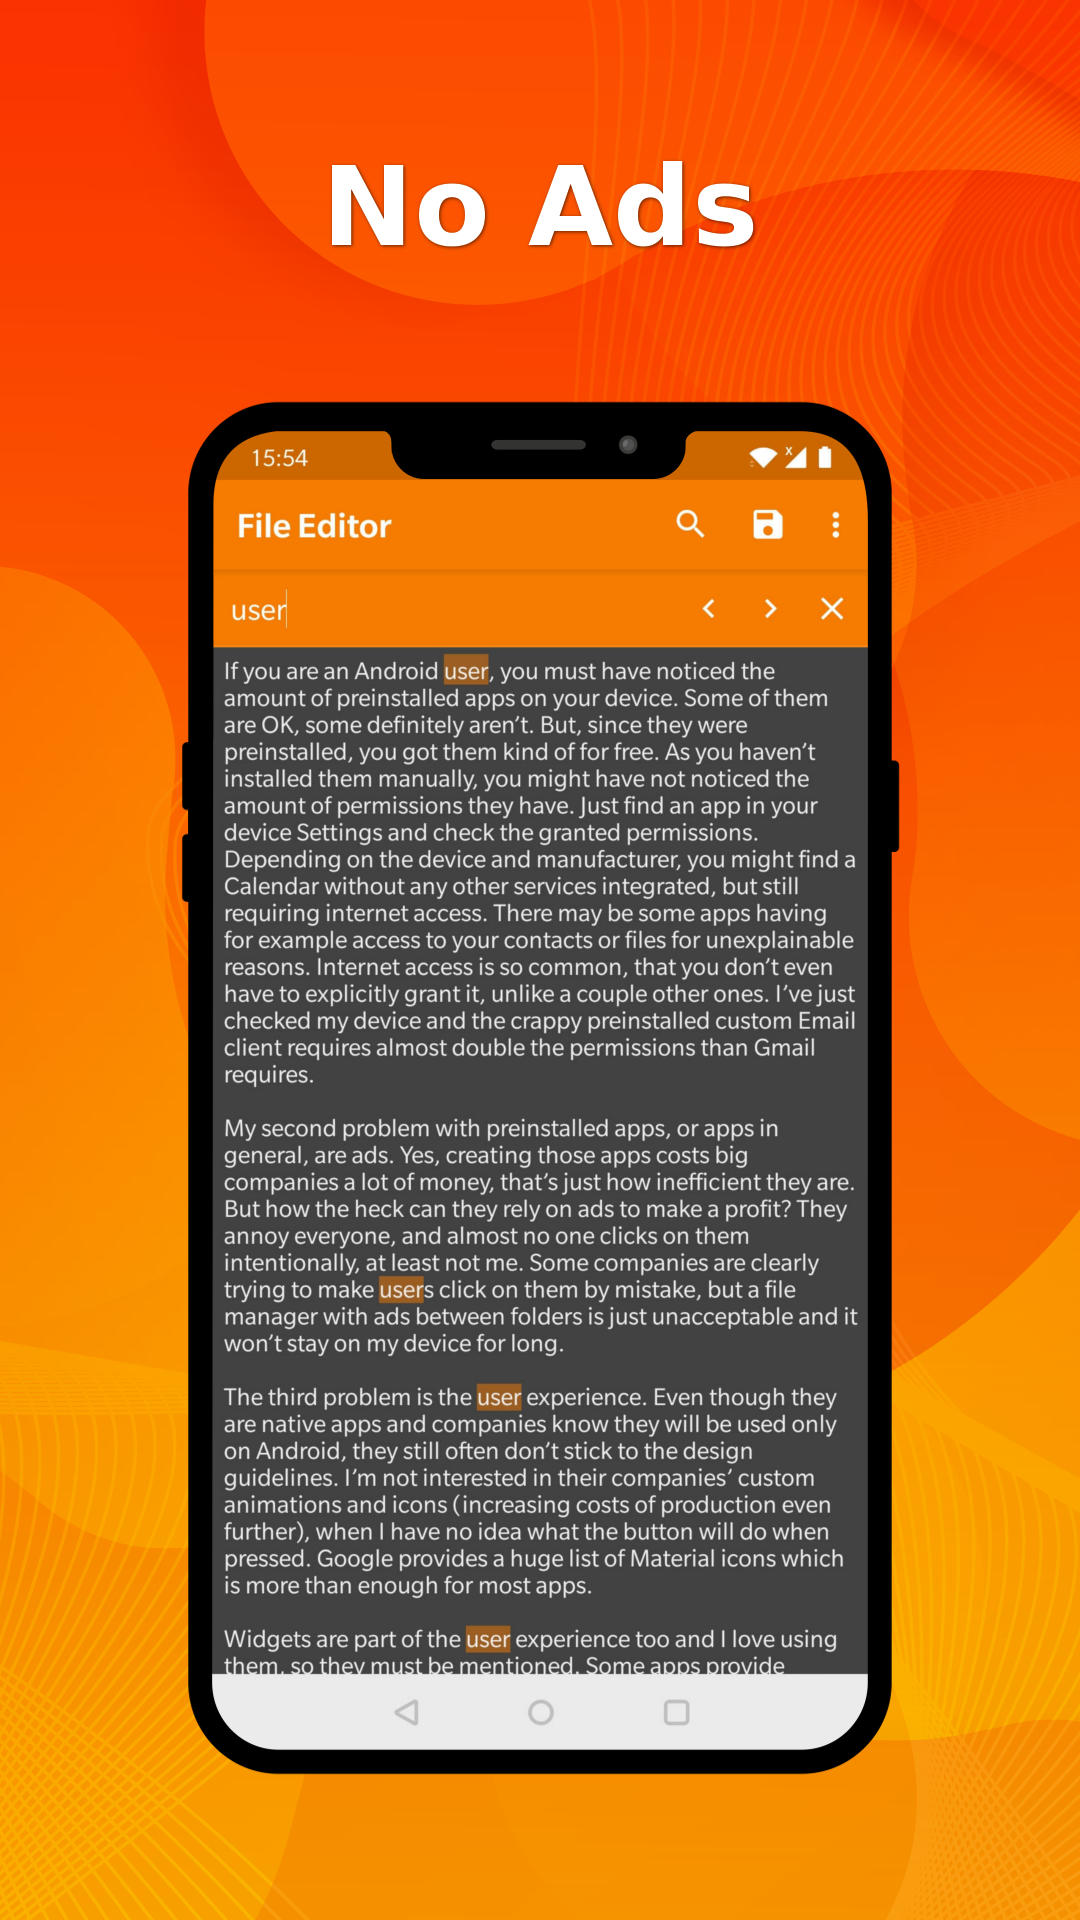 No Ads
15:54
x
File Editor
user
If you are an Android user, you must have noticed the
amount of preinstalled apps on your device. Some of them
are OK, some definitely aren’t. But, since they were
preinstalled, you got them kind of for free. As you haven’t
installed them manually, you might have not noticed the
amount of permissions they have. Just find an app in your
device Settings and check the granted permissions.
Depending on the device and manufacturer, you might find a
Calendar without any other services integrated, but still
requiring internet access. There may be some apps having
for example access to your contacts or files for unexplainable
reasons. Internet access is so common, that you don’t even
have to explicitly grant it, unlike a couple other ones. I’ve just
checked my device and the crappy preinstalled custom Email
client requires almost double the permissions than Gmail
requires.
My second problem with preinstalled apps, or apps in
general, are ads. Yes, creating those apps costs big
companies a lot of money, that’s just how inefficient they are.
But how the heck can they rely on ads to make a profit? They
annoy everyone, and almost no one clicks on them
intentionally, at least not me. Some companies are clearly
trying to make users click on them by mistake, but a file
manager with ads between folders is just unacceptable and it
won’t stay on my device for long.
The third problem is the user experience. Even though they
are native apps and companies know they will be used only
on Android, they still often don’t stick to the design
guidelines. I’m not interested in their companies’ custom
animations and icons (increasing costs of production even
further), when I have no idea what the button will do when
pressed. Google provides a huge list of Material icons which
is more than enough for most apps.
Widgets are part of the user experience too and I love using
them, so they must be mentioned. Some apps provide